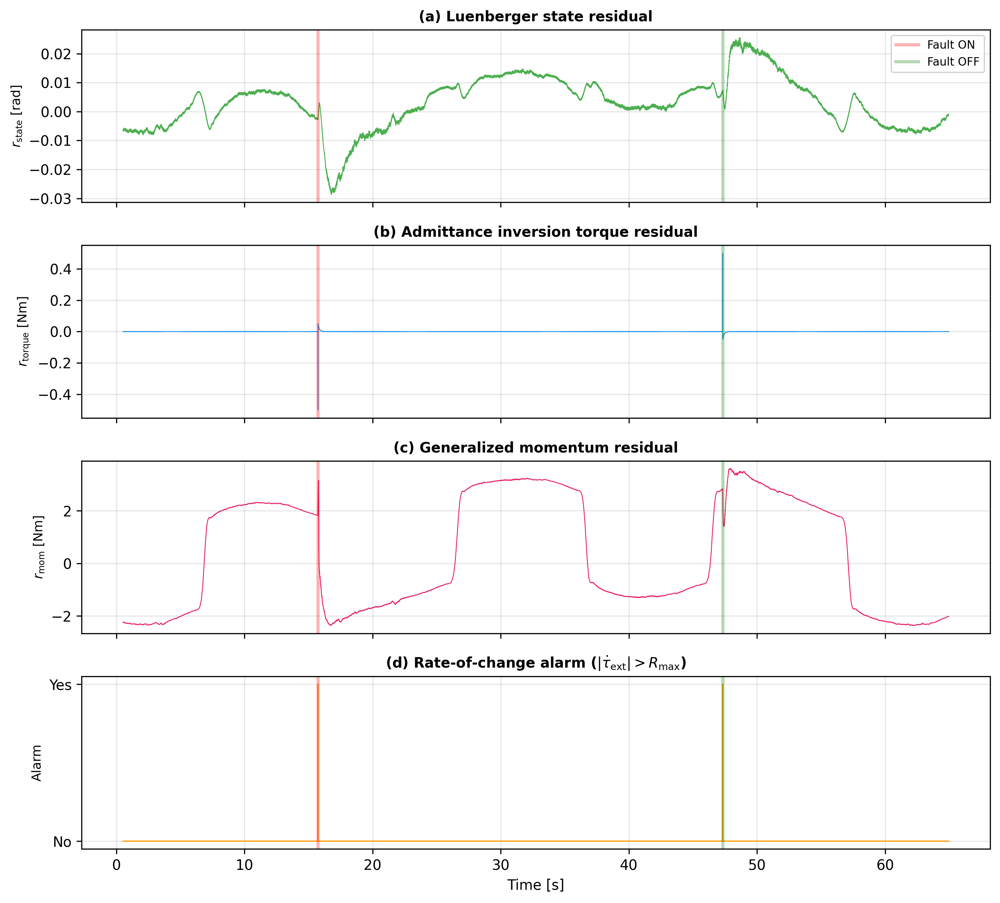 (a) Luenberger state residual
r_state [rad]
0.02
0.01
0.00
−0.01
−0.02
−0.03
Fault ON
Fault OFF
(b) Admittance inversion torque residual
r_torque [Nm]
0.4
0.2
0.0
−0.2
−0.4
(c) Generalized momentum residual
r_mom [Nm]
2
0
−2
(d) Rate-of-change alarm (|τ̇_ext| > R_max)
Alarm
Yes
No
0 10 20 30 40 50 60
Time [s]